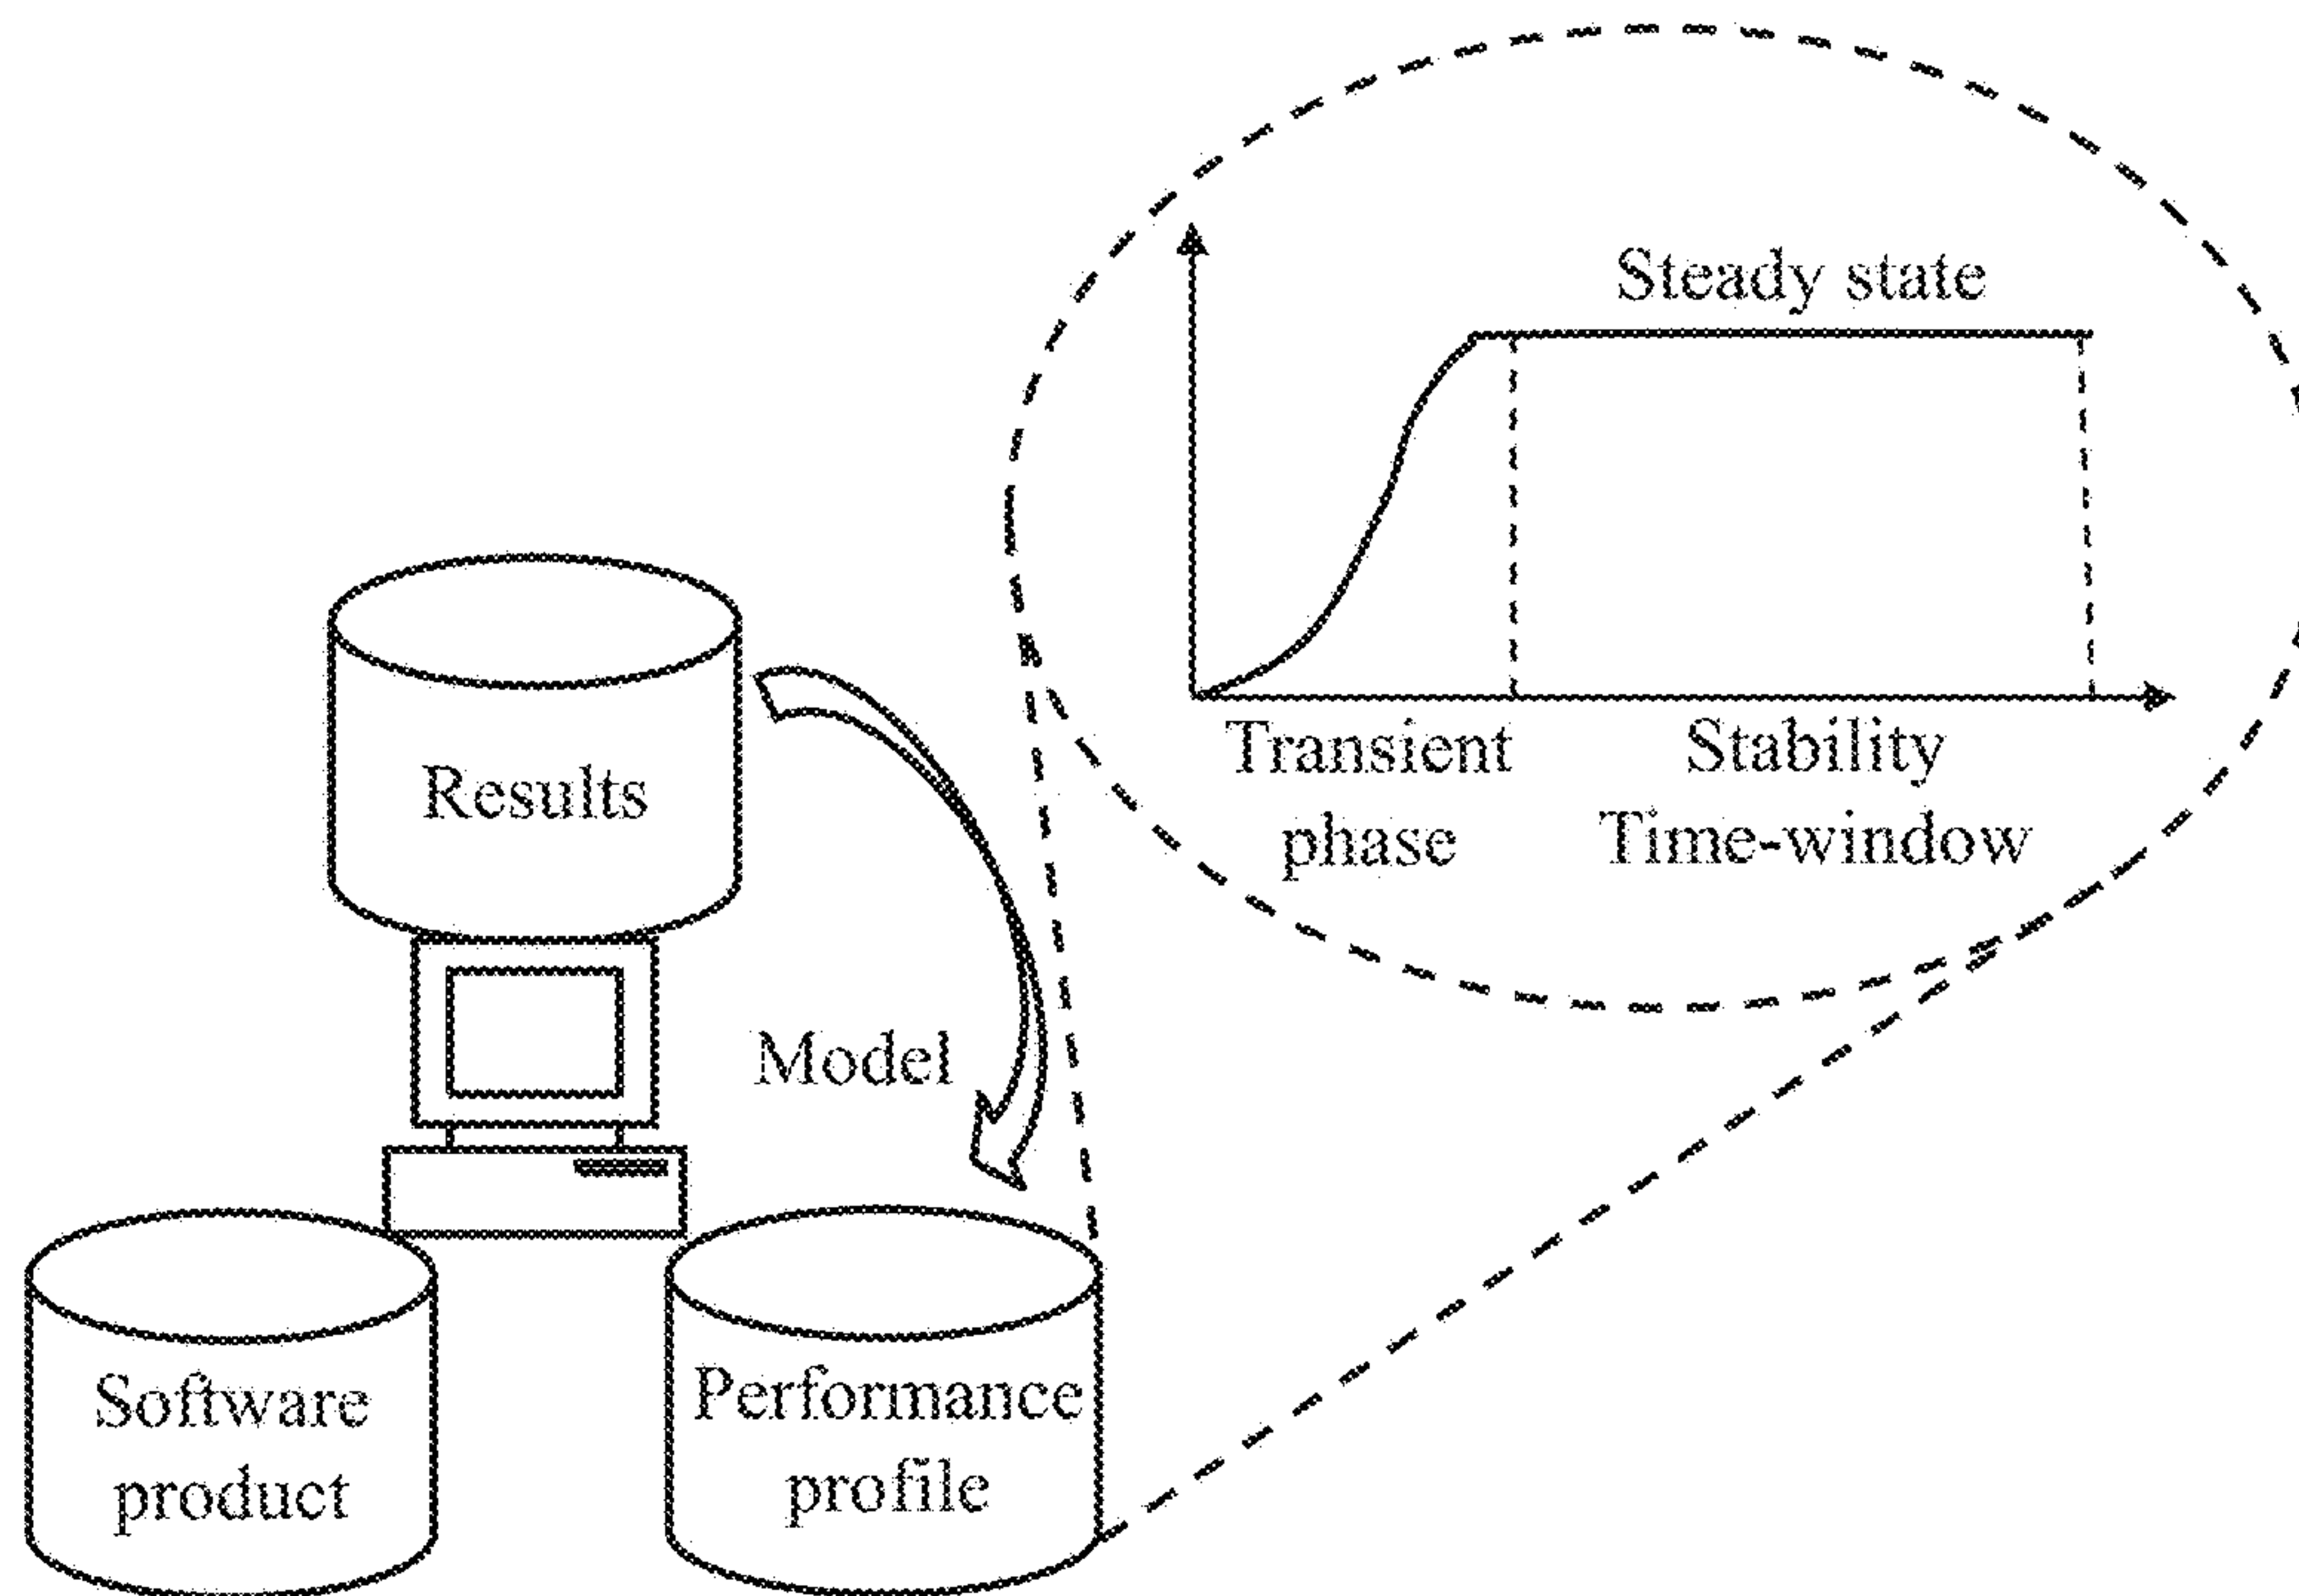 Steady state
Transient
phase
Stability
Time-window
Results
Model
Software
product
Performance
profile